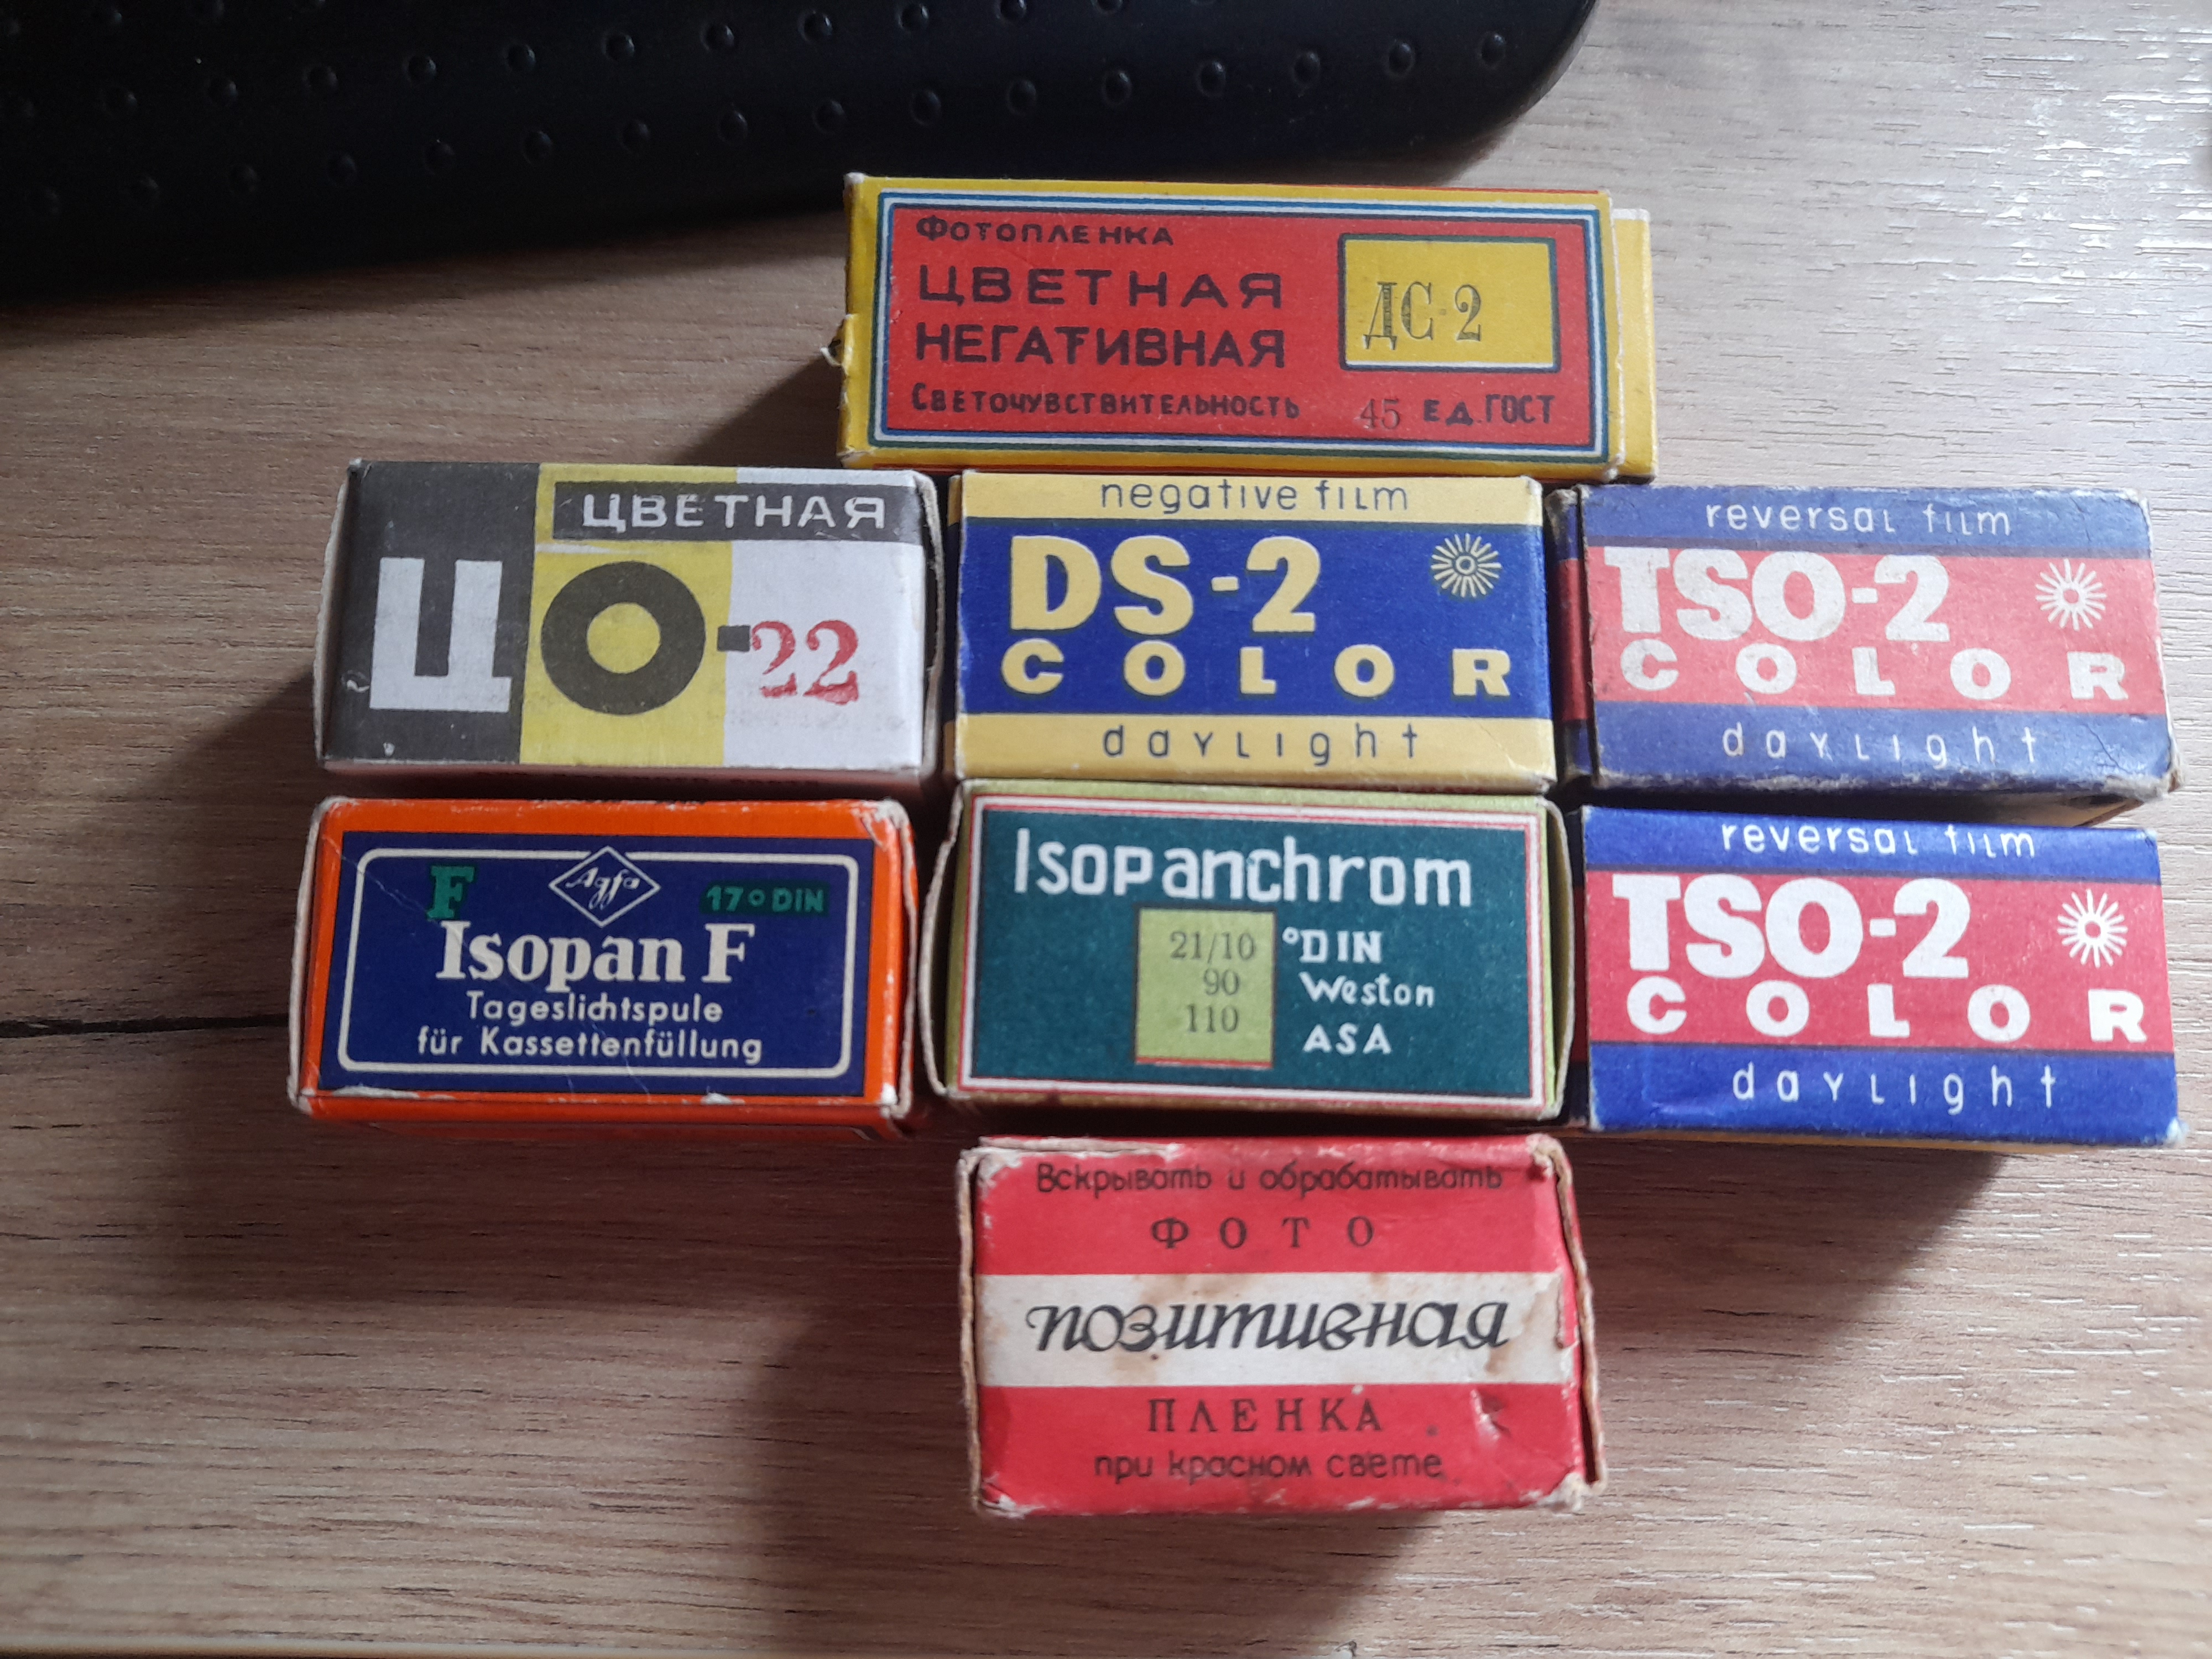 Фотопленка
ЦВЕТНАЯ
НЕГАТИВНАЯ
ДС-2
Светочувствительность 45 ЕД.ГОСТ
ЦВЕТНАЯ
ЦО-22
negative film
DS-2
COLOR
daylight
reversal film
TSO-2
COLOR
daylight
F Agfa 17° DIN
Isopan F
Tageslichtspule
für Kassettenfüllung
Isopanchrom
21/10 °DIN
90 Weston
110 ASA
reversal film
TSO-2
COLOR
daylight
Вскрывать и обрабатывать
ФОТО
позитивная
ПЛЕНКА
при красном свете